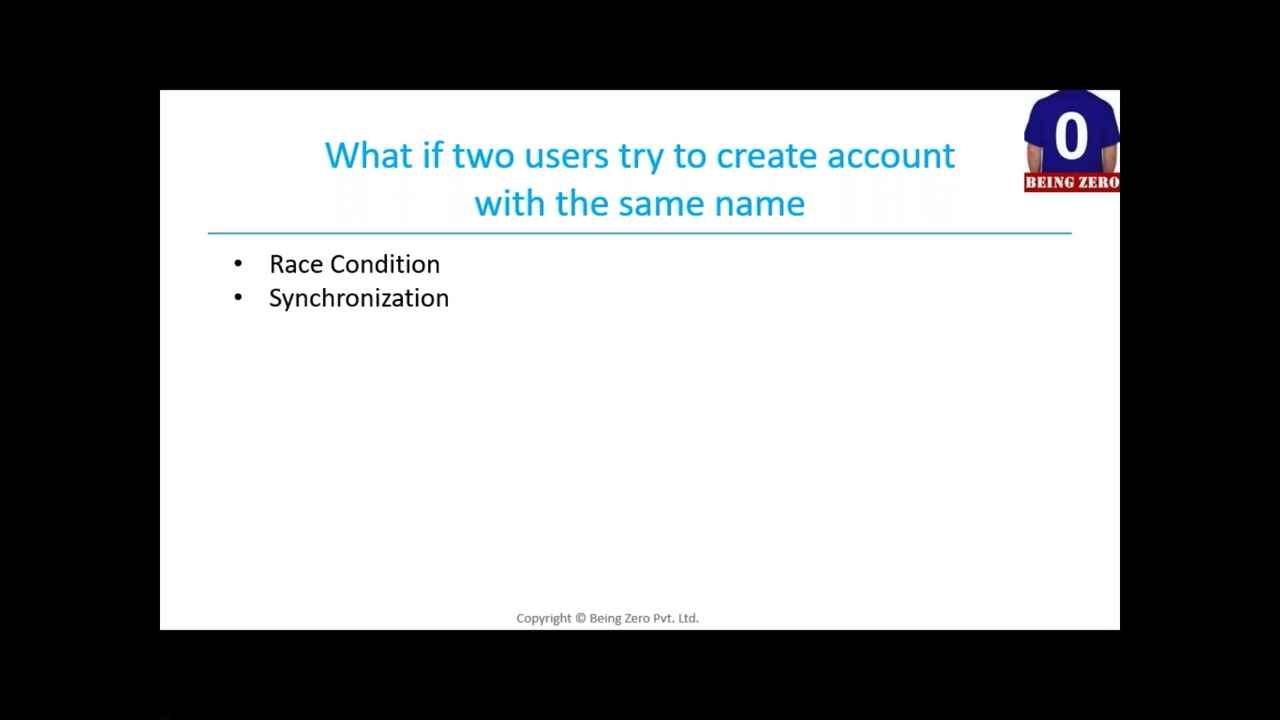 What if two users try to create account
with the same name
0
BEING ZERO
• Race Condition
• Synchronization
Copyright © Being Zero Pvt. Ltd.